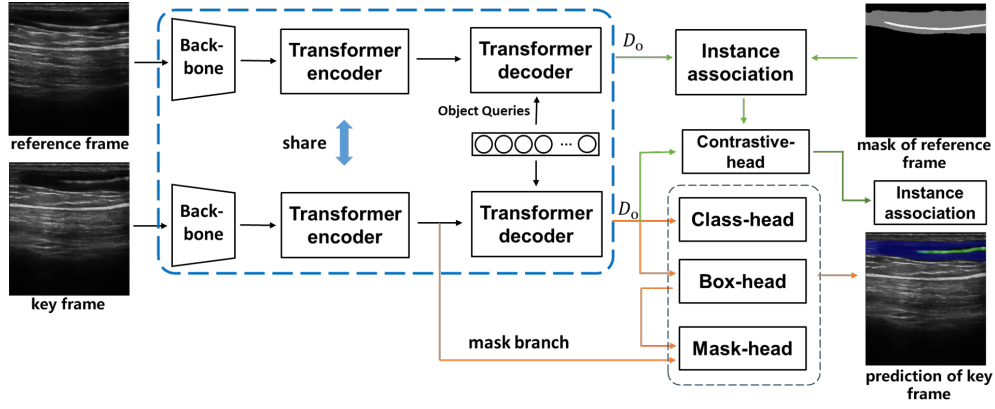 Back-
bone
Transformer
encoder
Transformer
decoder
Dₒ
Instance
association
reference frame
mask of reference
frame
Object Queries
share
...
Contrastive-
head
Instance
association
Back-
bone
Transformer
encoder
Transformer
decoder
Dₒ
Class-head
Box-head
Mask-head
key frame
mask branch
prediction of key
frame